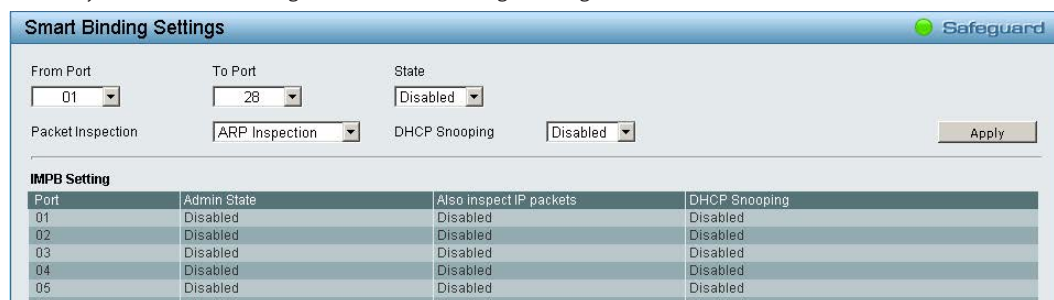 Smart Binding Settings Safeguard
From Port To Port State
01 28 Disabled
Packet Inspection ARP Inspection DHCP Snooping Disabled Apply
IMPB Setting
Port Admin State Also inspect IP packets DHCP Snooping
01 Disabled Disabled Disabled
02 Disabled Disabled Disabled
03 Disabled Disabled Disabled
04 Disabled Disabled Disabled
05 Disabled Disabled Disabled